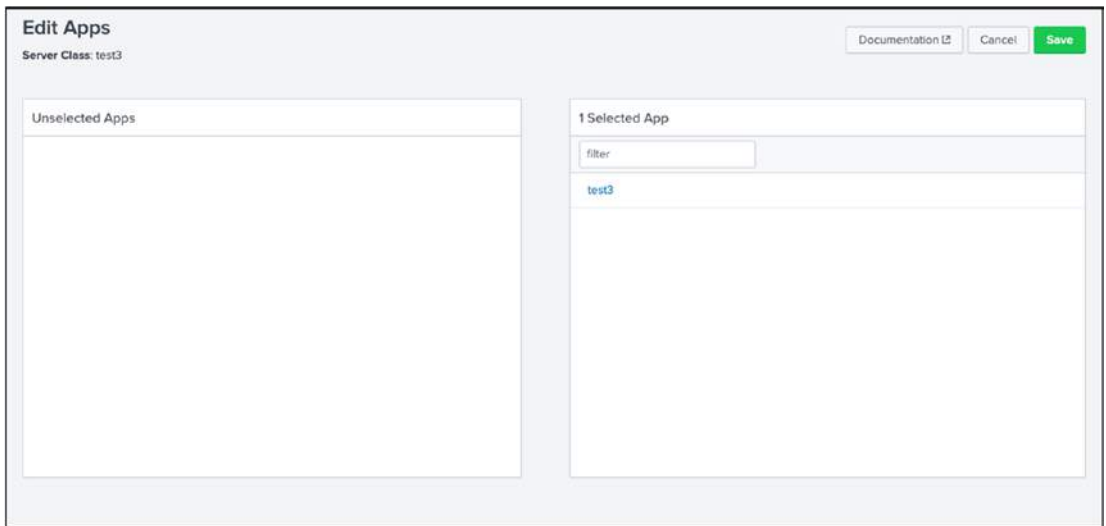 Edit Apps
Server Class: test3
Documentation
Cancel
Save
Unselected Apps
1 Selected App
filter
test3